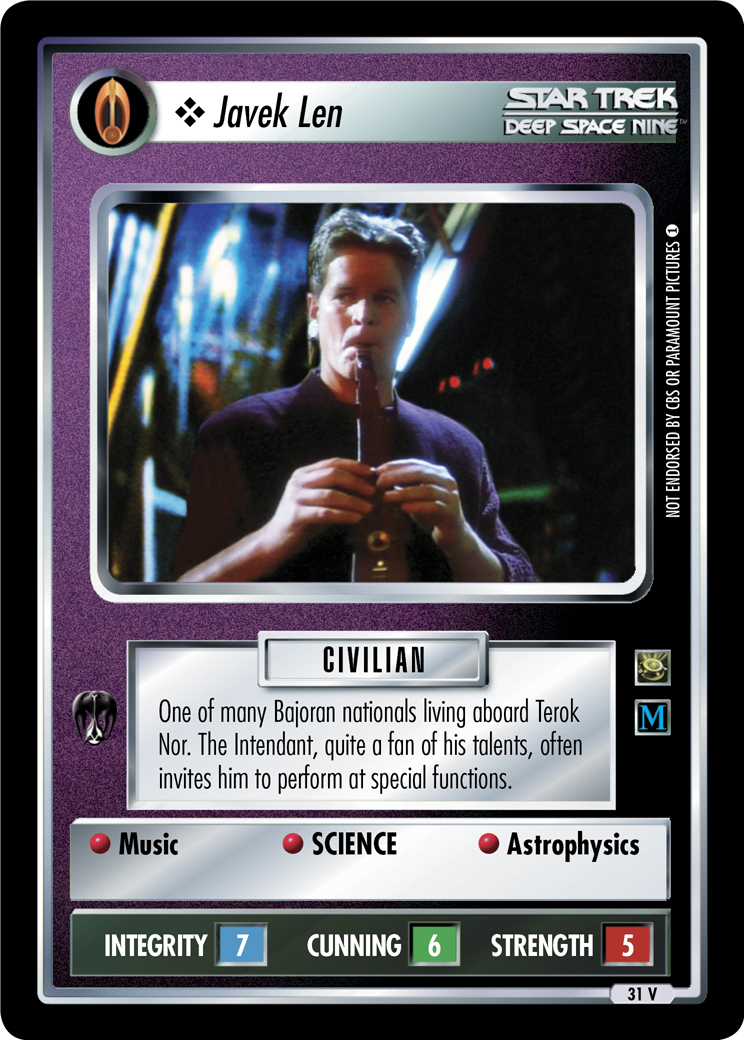 ❖ Javek Len
STAR TREK
DEEP SPACE NINE™
NOT ENDORSED BY CBS OR PARAMOUNT PICTURES 1
CIVILIAN
One of many Bajoran nationals living aboard Terok
Nor. The Intendant, quite a fan of his talents, often
invites him to perform at special functions.
M
Music SCIENCE Astrophysics
INTEGRITY 7 CUNNING 6 STRENGTH 5
31 V